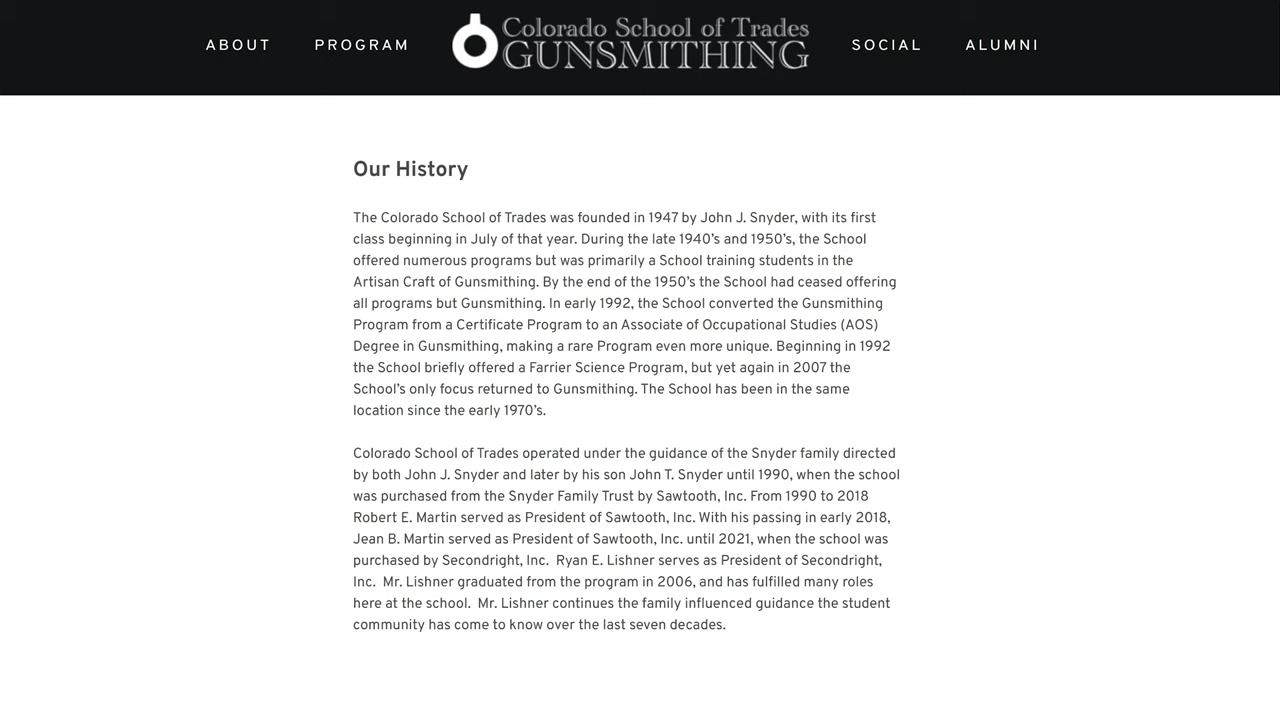 ABOUT
PROGRAM
Colorado School of Trades
GUNSMITHING
SOCIAL
ALUMNI
Our History
The Colorado School of Trades was founded in 1947 by John J. Snyder, with its first
class beginning in July of that year. During the late 1940’s and 1950’s, the School
offered numerous programs but was primarily a School training students in the
Artisan Craft of Gunsmithing. By the end of the 1950’s the School had ceased offering
all programs but Gunsmithing. In early 1992, the School converted the Gunsmithing
Program from a Certificate Program to an Associate of Occupational Studies (AOS)
Degree in Gunsmithing, making a rare Program even more unique. Beginning in 1992
the School briefly offered a Farrier Science Program, but yet again in 2007 the
School’s only focus returned to Gunsmithing. The School has been in the same
location since the early 1970’s.
Colorado School of Trades operated under the guidance of the Snyder family directed
by both John J. Snyder and later by his son John T. Snyder until 1990, when the school
was purchased from the Snyder Family Trust by Sawtooth, Inc. From 1990 to 2018
Robert E. Martin served as President of Sawtooth, Inc. With his passing in early 2018,
Jean B. Martin served as President of Sawtooth, Inc. until 2021, when the school was
purchased by Secondright, Inc.  Ryan E. Lishner serves as President of Secondright,
Inc.  Mr. Lishner graduated from the program in 2006, and has fulfilled many roles
here at the school.  Mr. Lishner continues the family influenced guidance the student
community has come to know over the last seven decades.